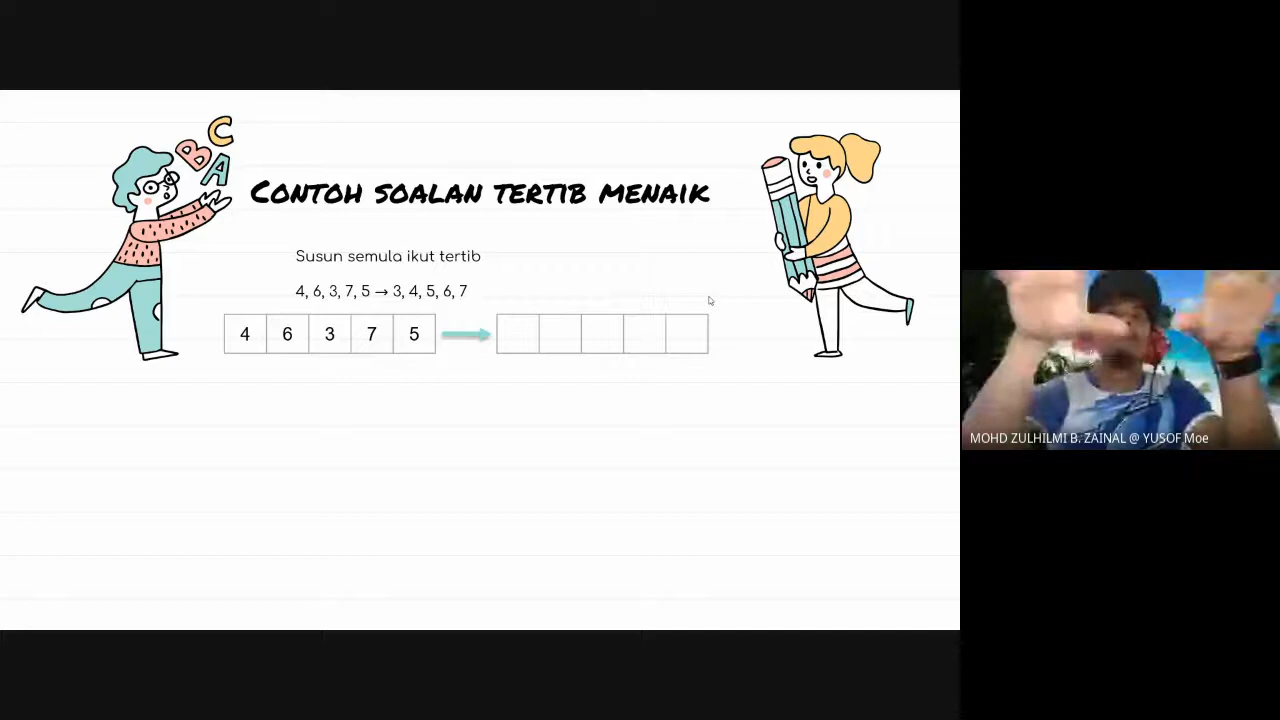 B C A
CONTOH SOALAN TERTIB MENAIK
Susun semula ikut tertib
4, 6, 3, 7, 5 → 3, 4, 5, 6, 7
4 6 3 7 5
MOHD ZULHILMI B. ZAINAL @ YUSOF Moe